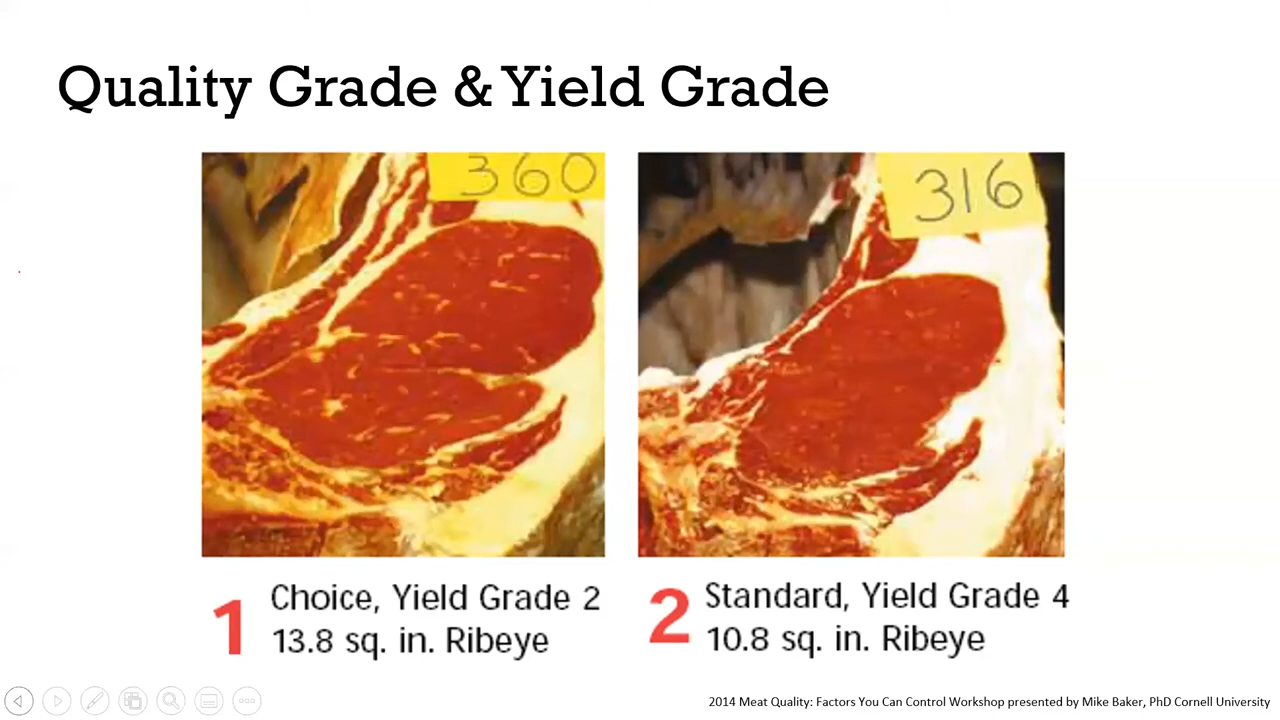 Quality Grade & Yield Grade
360
316
1
Choice, Yield Grade 2
13.8 sq. in. Ribeye
2
Standard, Yield Grade 4
10.8 sq. in. Ribeye
2014 Meat Quality: Factors You Can Control Workshop presented by Mike Baker, PhD Cornell University